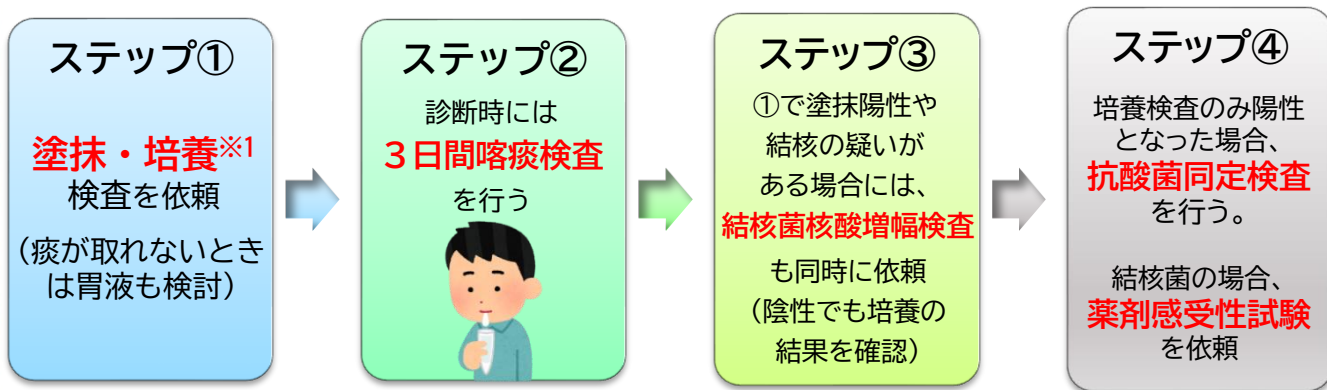 ステップ①
塗抹・培養※1
検査を依頼
（痰が取れないとき
は胃液も検討）
ステップ②
診断時には
３日間喀痰検査
を行う
ステップ③
①で塗抹陽性や
結核の疑いが
ある場合には、
結核菌核酸増幅検査
も同時に依頼
（陰性でも培養の
結果を確認）
ステップ④
培養検査のみ陽性
となった場合、
抗酸菌同定検査
を行う。
結核菌の場合、
薬剤感受性試験
を依頼